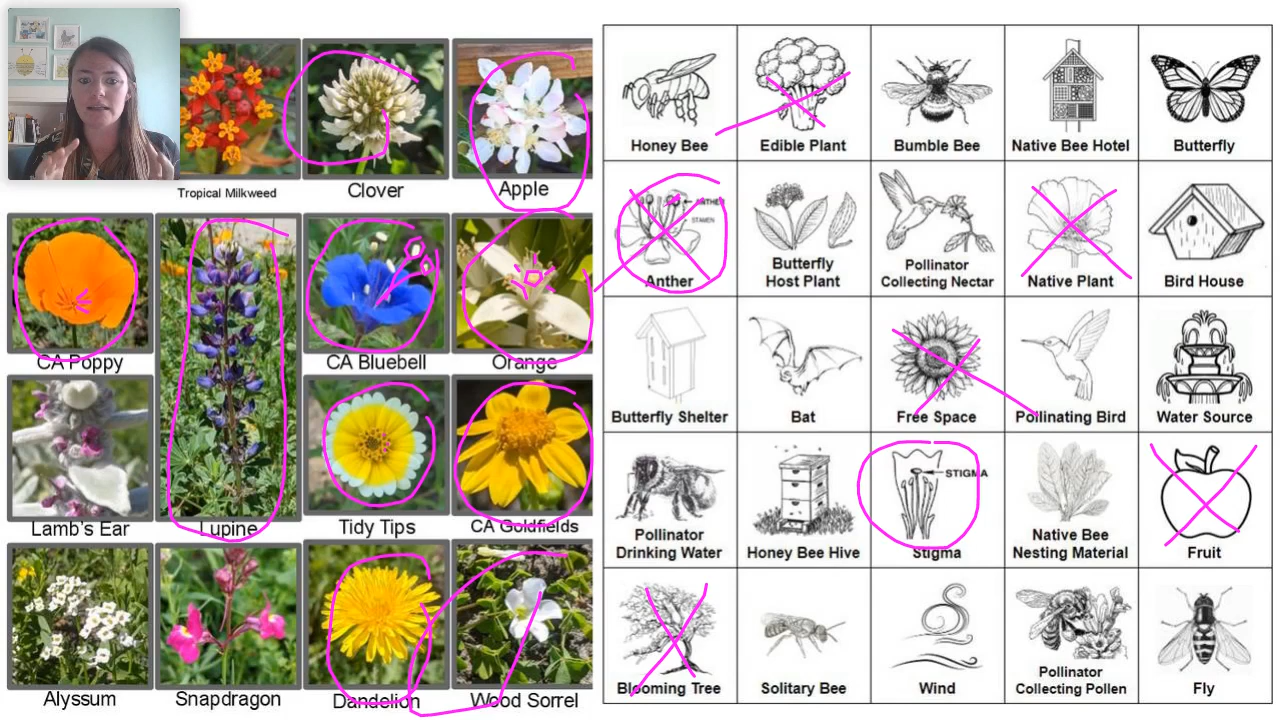 Tropical Milkweed
Clover
Apple
CA Poppy
Lupine
CA Bluebell
Orange
Lamb's Ear
Tidy Tips
CA Goldfields
Alyssum
Snapdragon
Dandelion
Wood Sorrel
Honey Bee
Edible Plant
Bumble Bee
Native Bee Hotel
Butterfly
ANTHER
STAMEN
Anther
Butterfly
Host Plant
Pollinator
Collecting Nectar
Native Plant
Bird House
Butterfly Shelter
Bat
Free Space
Pollinating Bird
Water Source
Pollinator
Drinking Water
Honey Bee Hive
STIGMA
Stigma
Native Bee
Nesting Material
Fruit
Blooming Tree
Solitary Bee
Wind
Pollinator
Collecting Pollen
Fly